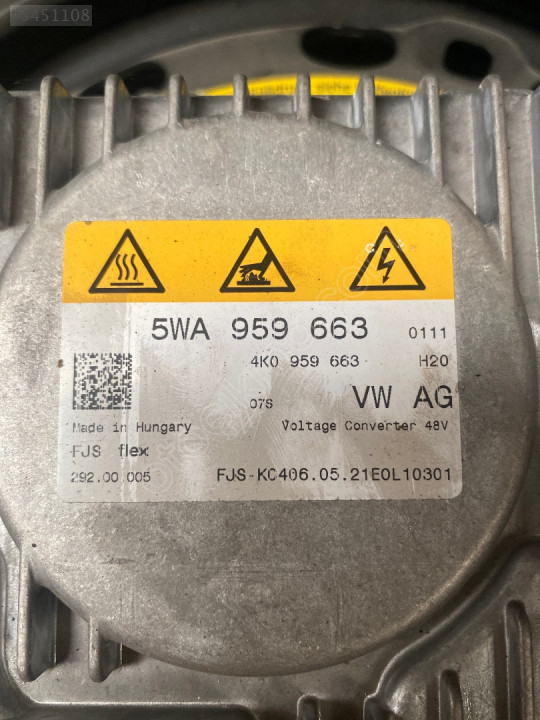 5WA 959 663 0111
4K0 959 663 H20
07S VW AG
Made in Hungary Voltage Converter 48V
FJS flex
292.00.005 FJS-KC406.05.21E0L10301